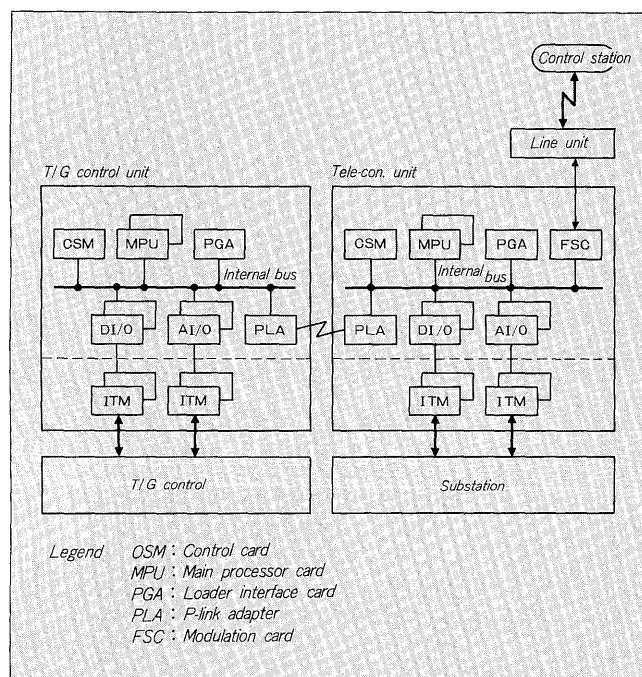 Control station
Line unit
T/G control unit
Tele-con. unit
CSM MPU PGA
CSM MPU PGA FSC
Internal bus
Internal bus
DI/O AI/O PLA
PLA DI/O AI/O
ITM ITM
ITM ITM
T/G control
Substation
Legend OSM : Control card
MPU : Main processor card
PGA : Loader interface card
PLA : P-link adapter
FSC : Modulation card